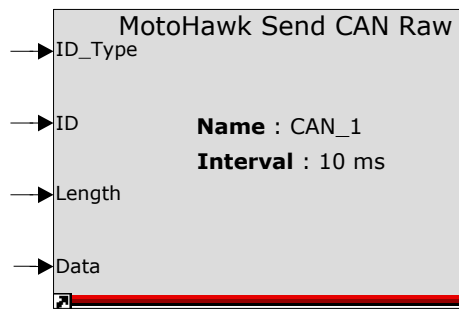 MotoHawk Send CAN Raw
ID_Type
ID
Name : CAN_1
Interval : 10 ms
Length
Data